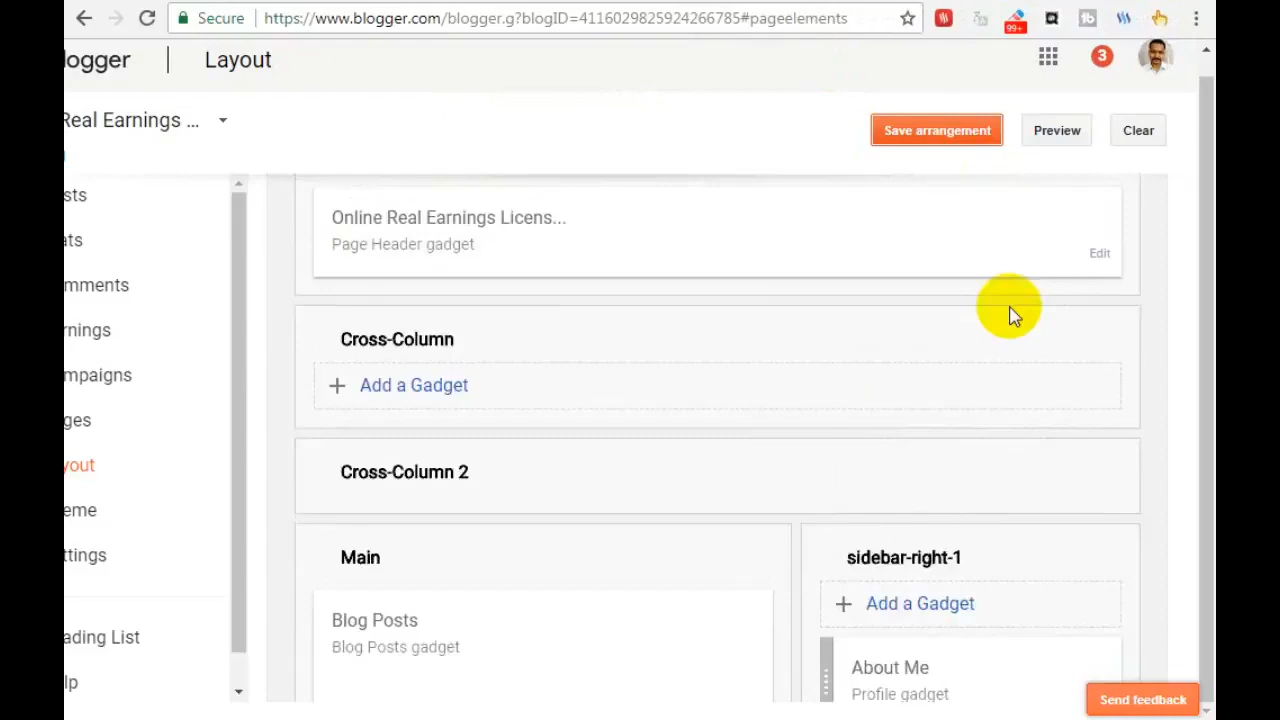 Secure https://www.blogger.com/blogger.g?blogID=4116029825924266785#pageelements
99+
logger Layout
3
Real Earnings ...
Save arrangement Preview Clear
sts
ats
mments
rnings
mpaigns
ges
yout
eme
ttings
ading List
lp
Online Real Earnings Licens...
Page Header gadget
Edit
Cross-Column
+ Add a Gadget
Cross-Column 2
Main
Blog Posts
Blog Posts gadget
sidebar-right-1
+ Add a Gadget
About Me
Profile gadget
Send feedback